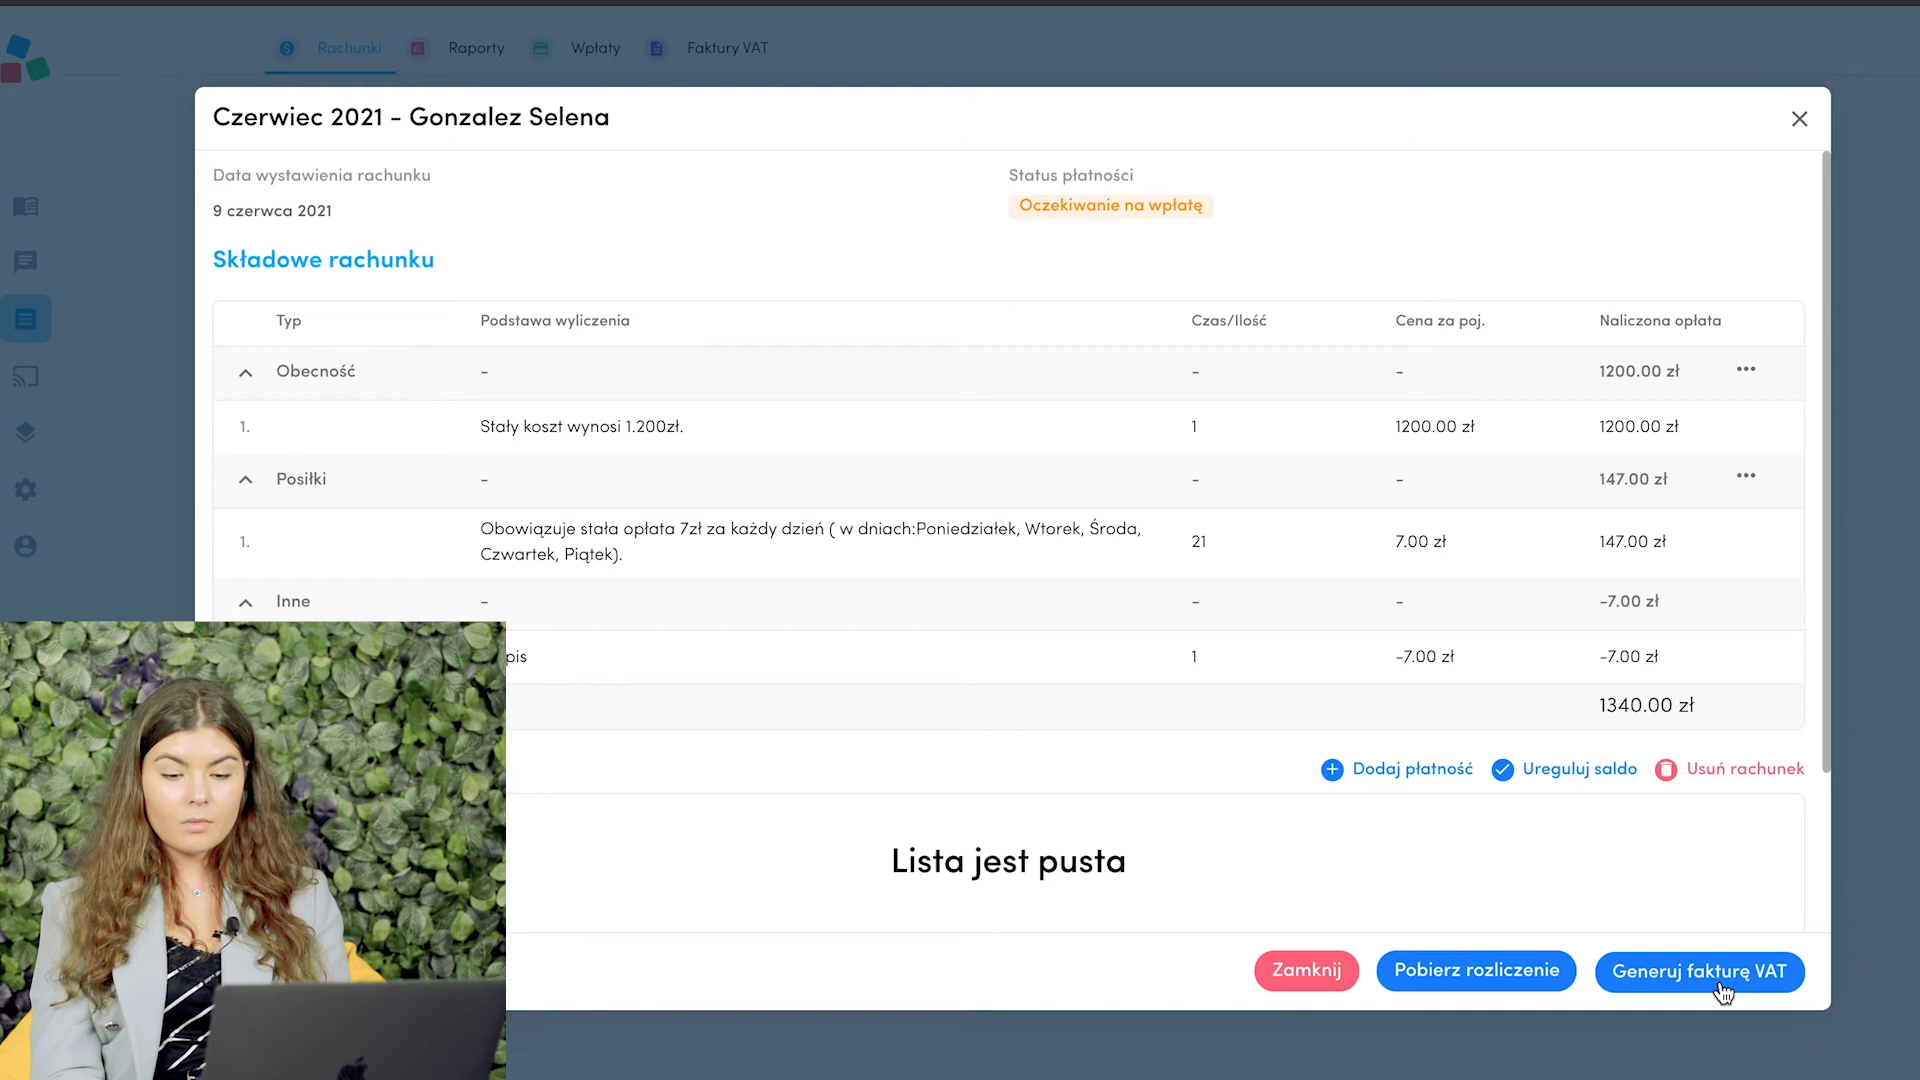 Rachunki Raporty Wpłaty Faktury VAT
Czerwiec 2021 - Gonzalez Selena
Data wystawienia rachunku Status płatności
9 czerwca 2021 Oczekiwanie na wpłatę
Składowe rachunku
Typ Podstawa wyliczenia Czas/Ilość Cena za poj. Naliczona opłata
Obecność - - - 1200.00 zł
1. Stały koszt wynosi 1.200zł. 1 1200.00 zł 1200.00 zł
Posiłki - - - 147.00 zł
1. Obowiązuje stała opłata 7zł za każdy dzień ( w dniach:Poniedziałek, Wtorek, Środa, 21 7.00 zł 147.00 zł
Czwartek, Piątek).
Inne - - - -7.00 zł
pis 1 -7.00 zł -7.00 zł
1340.00 zł
Dodaj płatność Ureguluj saldo Usuń rachunek
Lista jest pusta
Zamknij Pobierz rozliczenie Generuj fakturę VAT